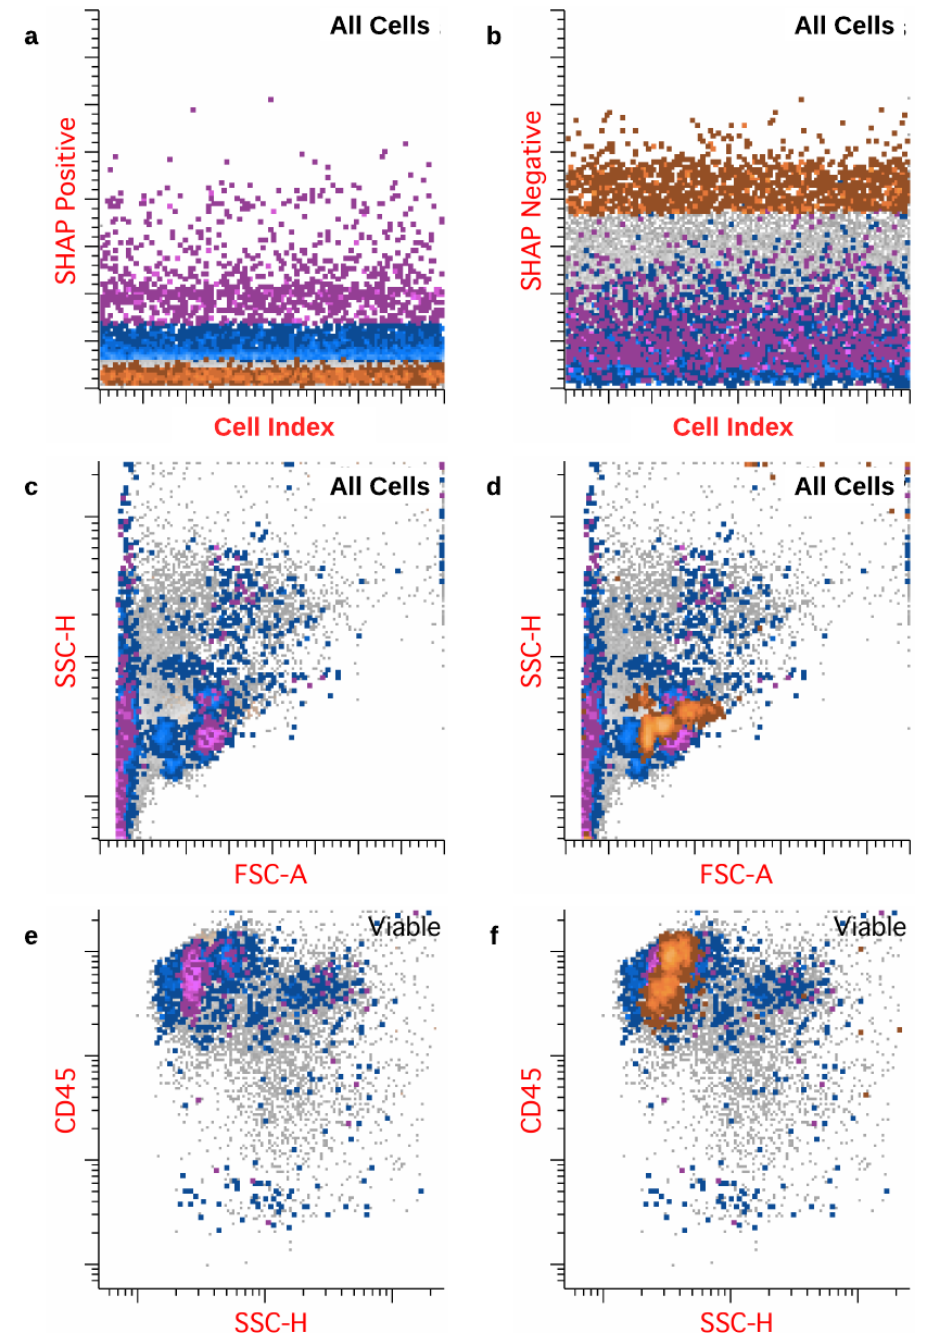 a
All Cells
SHAP Positive
Cell Index
b
All Cells
SHAP Negative
Cell Index
c
All Cells
SSC-H
FSC-A
d
All Cells
SSC-H
FSC-A
e
Viable
CD45
SSC-H
f
Viable
CD45
SSC-H